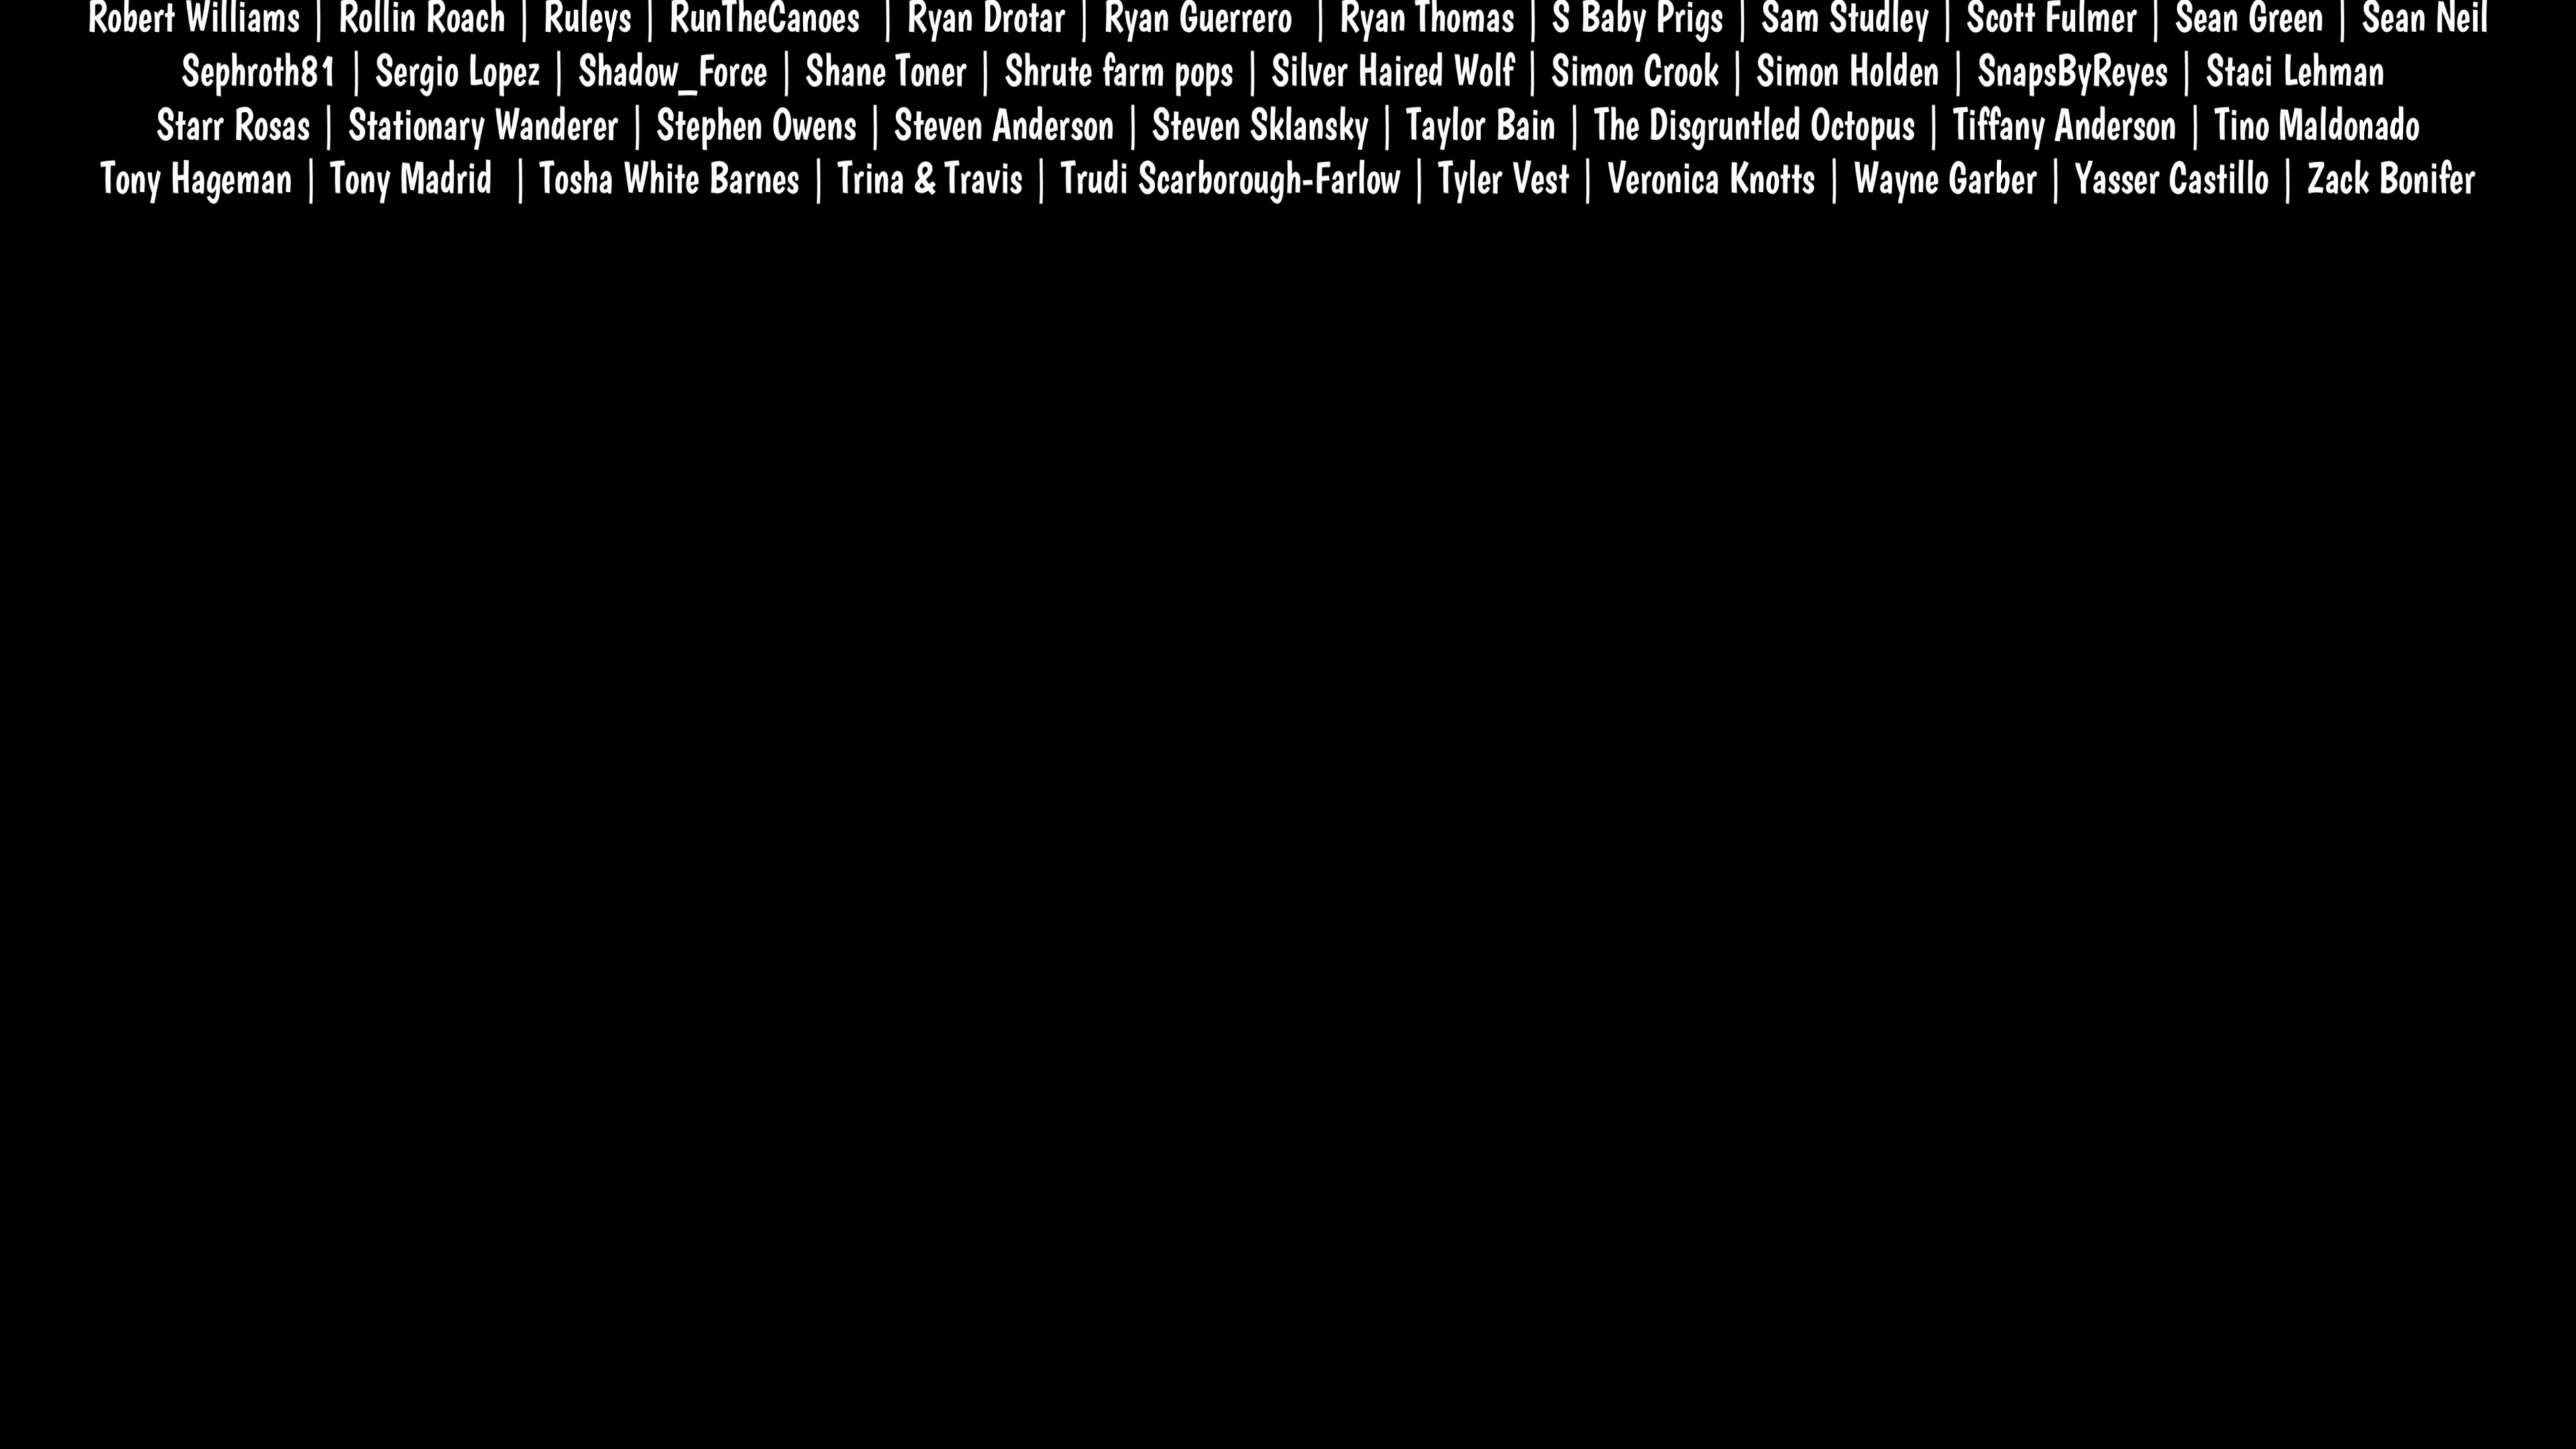 Robert Williams | Rollin Roach | Ruleys | RunTheCanoes | Ryan Drotar | Ryan Guerrero | Ryan Thomas | S Baby Prigs | Sam Studley | Scott Fulmer | Sean Green | Sean Neil
Sephroth81 | Sergio Lopez | Shadow_Force | Shane Toner | Shrute farm pops | Silver Haired Wolf | Simon Crook | Simon Holden | SnapsByReyes | Staci Lehman
Starr Rosas | Stationary Wanderer | Stephen Owens | Steven Anderson | Steven Sklansky | Taylor Bain | The Disgruntled Octopus | Tiffany Anderson | Tino Maldonado
Tony Hageman | Tony Madrid | Tosha White Barnes | Trina & Travis | Trudi Scarborough-Farlow | Tyler Vest | Veronica Knotts | Wayne Garber | Yasser Castillo | Zack Bonifer